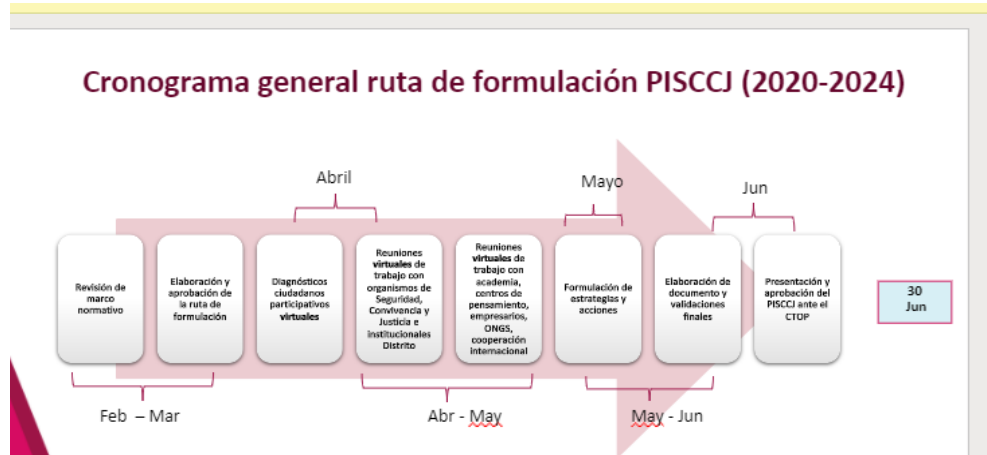 Cronograma general ruta de formulación PISCCJ (2020-2024)
Abril
Mayo
Jun
Revisión de
marco
normativo
Elaboración y
aprobación de
la ruta de
formulación
Diagnósticos
ciudadanos
participativos
virtuales
Reuniones
virtuales de
trabajo con
organismos de
Seguridad,
Convivencia y
Justicia e
institucionales
Distrito
Reuniones
virtuales de
trabajo con
academia,
centros de
pensamiento,
empresarios,
ONGS,
cooperación
internacional
Formulación de
estrategias y
acciones
Elaboración de
documento y
validaciones
finales
Presentación y
aprobación del
PISCCJ ante el
CTOP
30
Jun
Feb – Mar
Abr - May
May - Jun